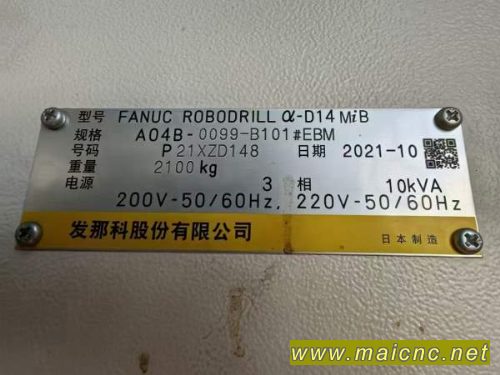 型号 FANUC ROBODRILL α-D14MiB
规格 A04B-0099-B101#EBM
号码 P21XZD148 日期 2021-10
重量 2100kg
电源 3 相 10kVA
200V-50/60Hz, 220V-50/60Hz
发那科股份有限公司 日本制造
www.maicnc.net